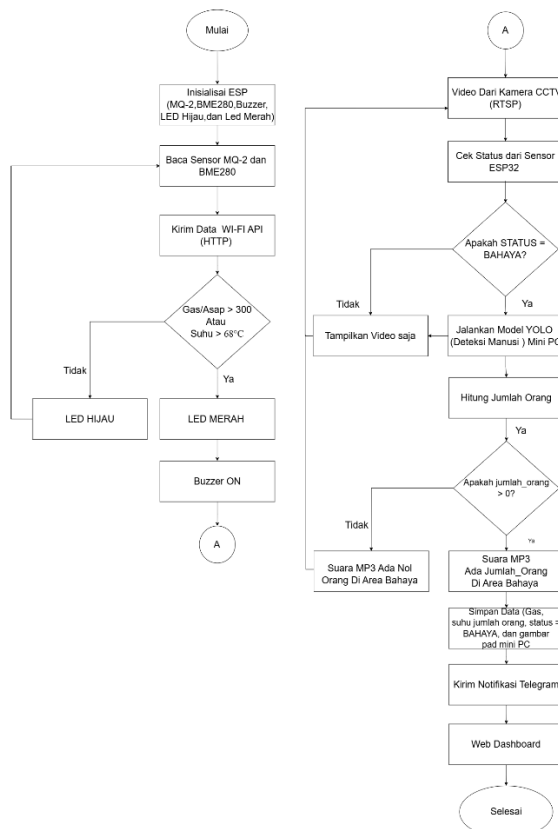 Mulai
Inisialisai ESP
(MQ-2,BME280,Buzzer,
LED Hijau,dan Led Merah)
Baca Sensor MQ-2 dan
BME280
Kirim Data WI-FI API
(HTTP)
Gas/Asap > 300
Atau
Suhu > 68°C
Tidak
Ya
LED HIJAU
LED MERAH
Buzzer ON
A
A
Video Dari Kamera CCTV
(RTSP)
Cek Status dari Sensor
ESP32
Apakah STATUS =
BAHAYA?
Tidak
Ya
Tampilkan Video saja
Jalankan Model YOLO
(Deteksi Manusi ) Mini PC
Hitung Jumlah Orang
Ya
Apakah jumlah_orang
> 0?
Tidak
Ya
Suara MP3 Ada Nol
Orang Di Area Bahaya
Suara MP3
Ada Jumlah_Orang
Di Area Bahaya
Simpan Data (Gas,
suhu jumlah orang, status =
BAHAYA, dan gambar
pad mini PC
Kirim Notifikasi Telegram
Web Dashboard
Selesai